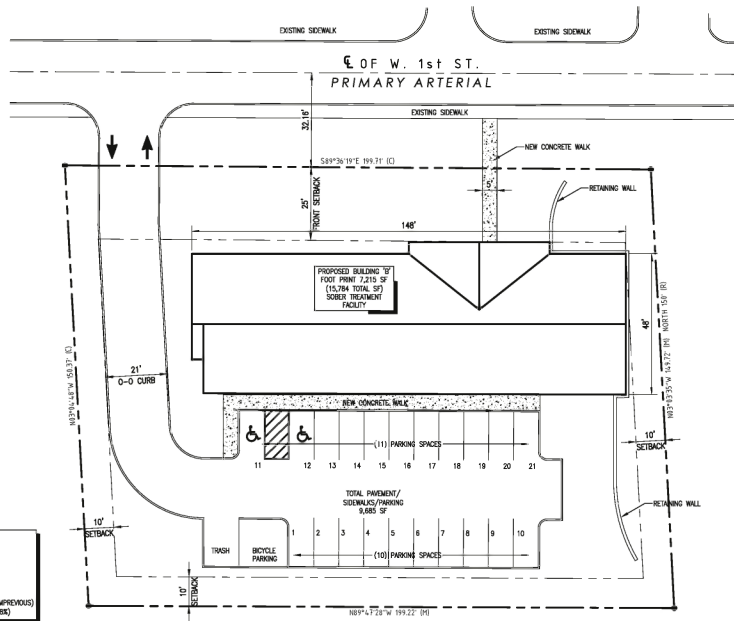 EXISTING SIDEWALK
EXISTING SIDEWALK
℄ OF W. 1st ST.
PRIMARY ARTERIAL
EXISTING SIDEWALK
32.16'
NEW CONCRETE WALK
S89°36'19"E 199.71' (C)
RETAINING WALL
5'
25'
FRONT SETBACK
148'
PROPOSED BUILDING 'B'
FOOT PRINT 7,215 SF
(15,784 TOTAL SF)
SOBER TREATMENT
FACILITY
48'
N03°03'35"W 149.72' (M) NORTH 150' (R)
N03°04'48"W 150.37' (C)
21'
O-O CURB
NEW CONCRETE WALK
(11) PARKING SPACES
11 12 13 14 15 16 17 18 19 20 21
10'
SETBACK
TOTAL PAVEMENT/
SIDEWALKS/PARKING
9,685 SF
RETAINING WALL
10'
SETBACK
TRASH
BICYCLE
PARKING
1 2 3 4 5 6 7 8 9 10
(10) PARKING SPACES
10'
SETBACK
N89°47'28"W 199.22' (M)